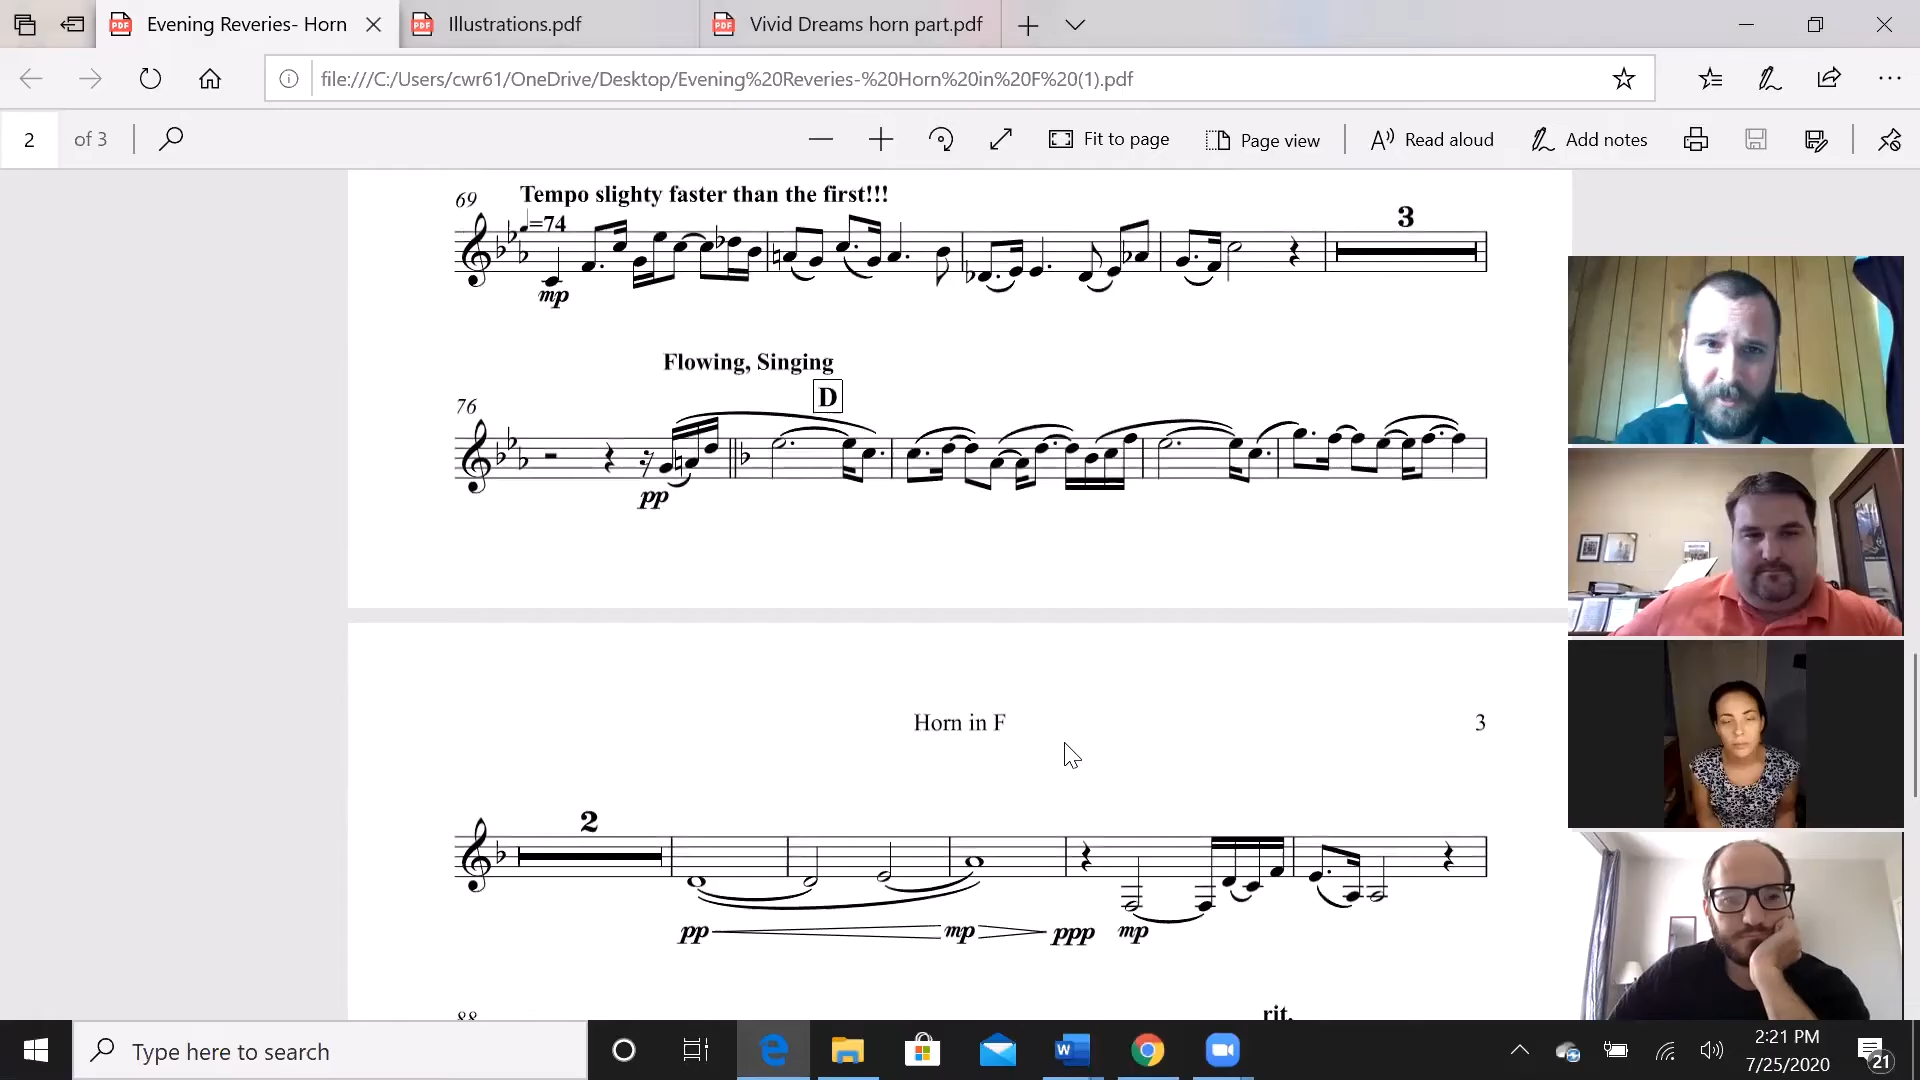 Evening Reveries- Horn
Illustrations.pdf
Vivid Dreams horn part.pdf
file:///C:/Users/cwr61/OneDrive/Desktop/Evening%20Reveries-%20Horn%20in%20F%20(1).pdf
2 of 3
Fit to page
Page view
Read aloud
Add notes
69 Tempo slighty faster than the first!!!
=74
3
mp
Flowing, Singing
D
76
pp
Horn in F
3
2
pp mp ppp mp
88 rit.
Type here to search
2:21 PM
7/25/2020
21